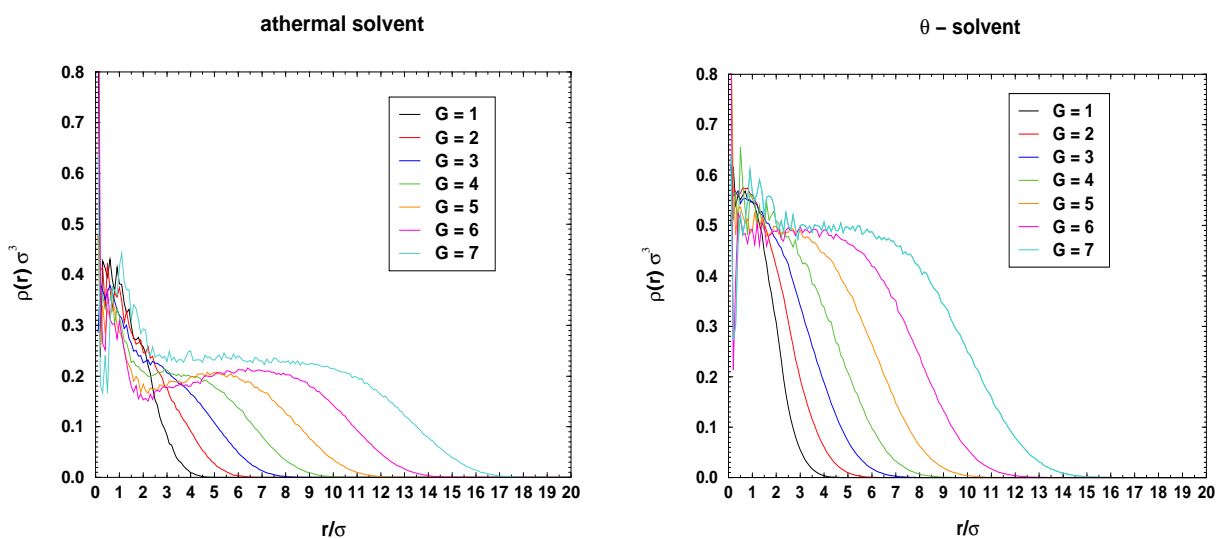 athermal solvent
0.8
0.7
0.6
0.5
0.4
0.3
0.2
0.1
0.0
ρ(r) σ³
G = 1
G = 2
G = 3
G = 4
G = 5
G = 6
G = 7
0 1 2 3 4 5 6 7 8 9 10 11 12 13 14 15 16 17 18 19 20
r/σ
θ − solvent
0.8
0.7
0.6
0.5
0.4
0.3
0.2
0.1
0.0
ρ(r) σ³
G = 1
G = 2
G = 3
G = 4
G = 5
G = 6
G = 7
0 1 2 3 4 5 6 7 8 9 10 11 12 13 14 15 16 17 18 19 20
r/σ